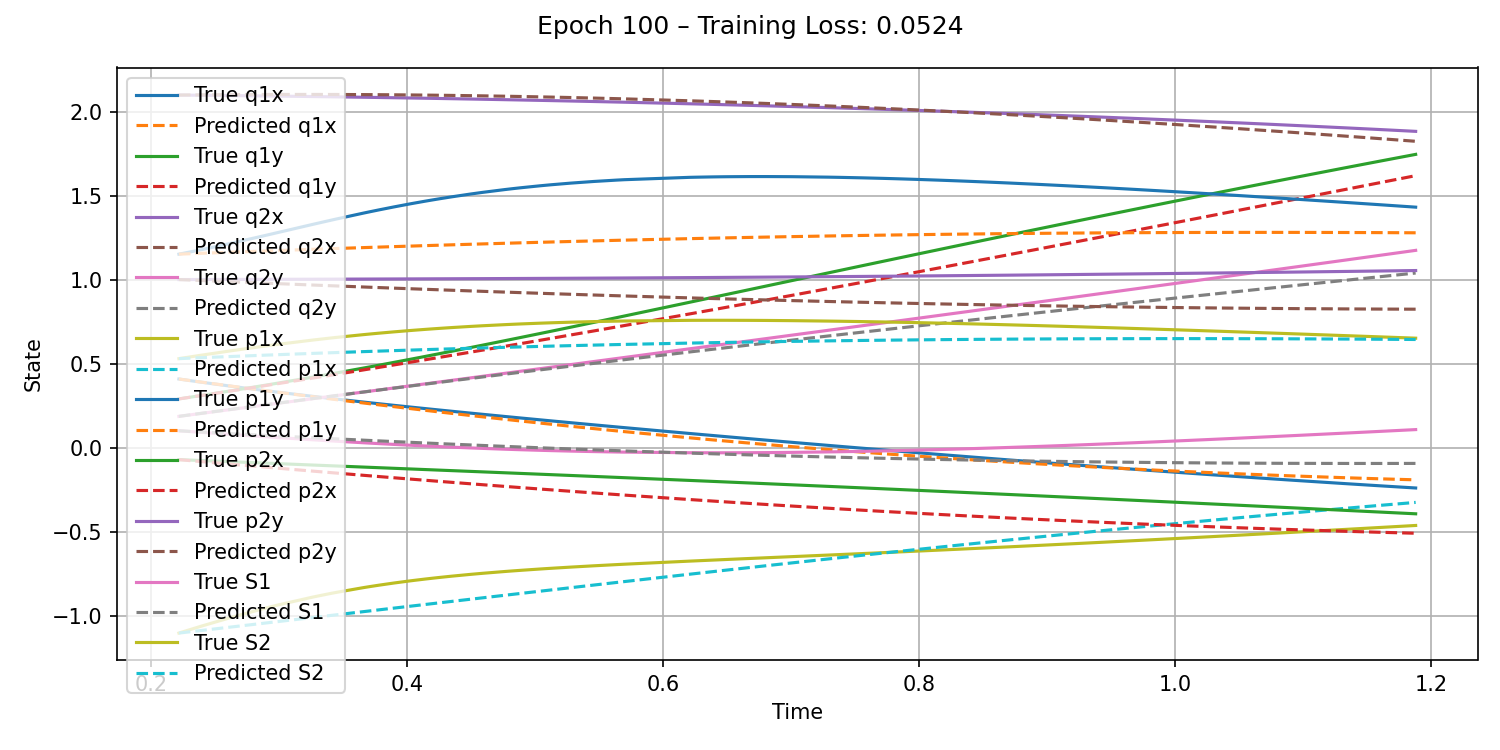 Epoch 100 – Training Loss: 0.0524
State
2.0
1.5
1.0
0.5
0.0
−0.5
−1.0
True q1x
Predicted q1x
True q1y
Predicted q1y
True q2x
Predicted q2x
True q2y
Predicted q2y
True p1x
Predicted p1x
True p1y
Predicted p1y
True p2x
Predicted p2x
True p2y
Predicted p2y
True S1
Predicted S1
True S2
Predicted S2
0.2 0.4 0.6 0.8 1.0 1.2
Time